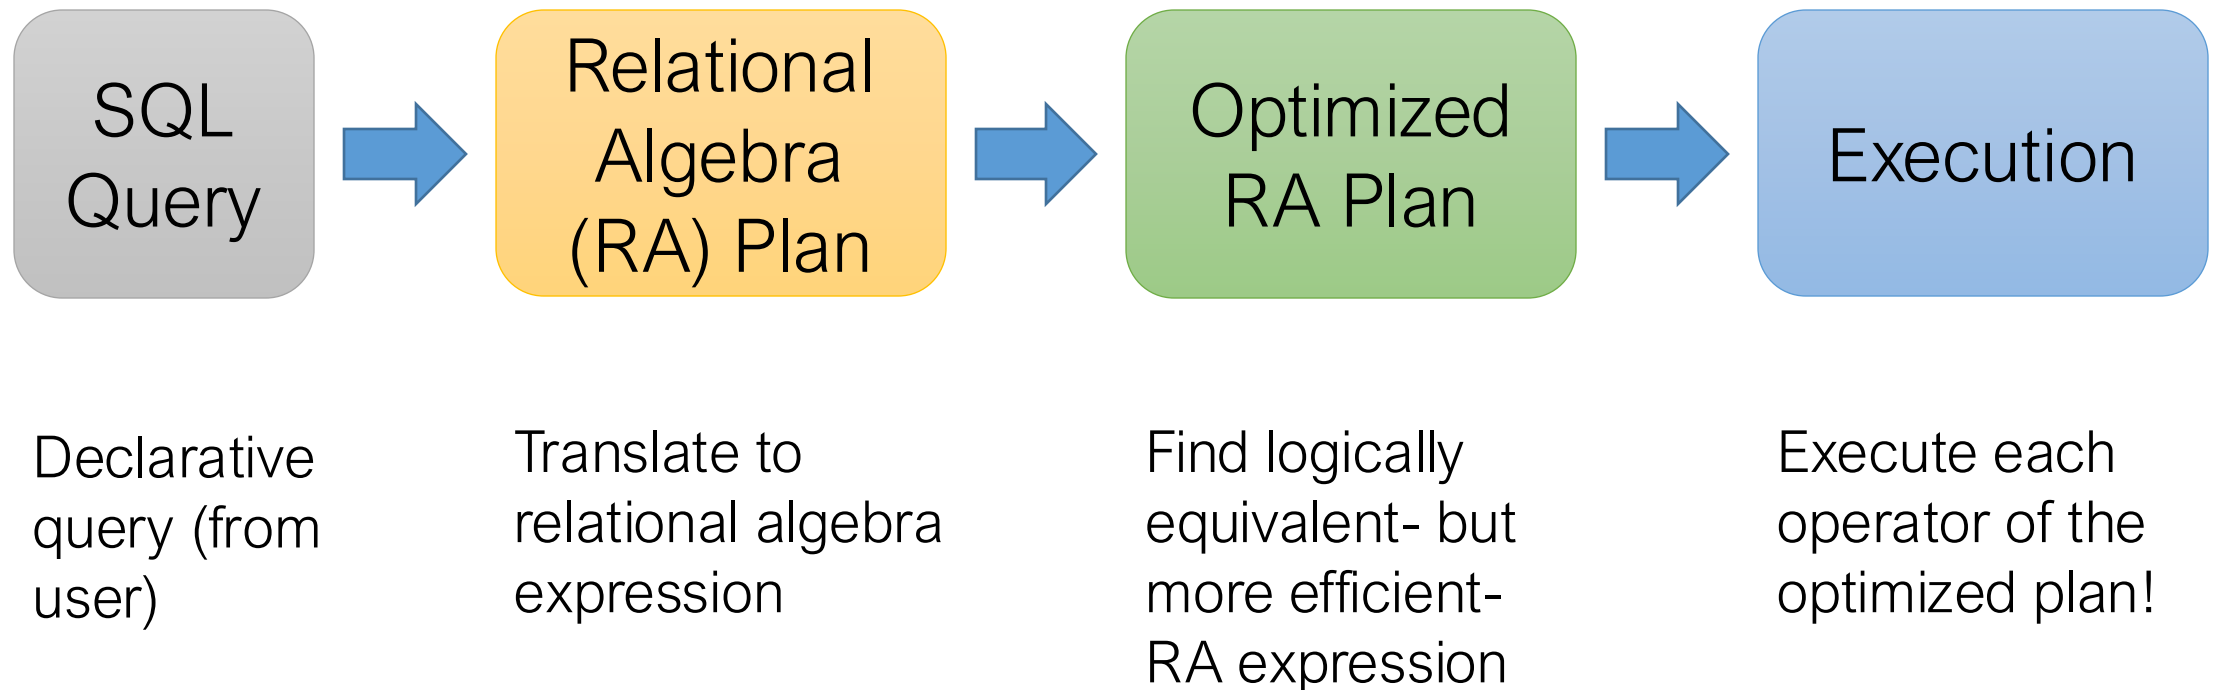 SQL
Query
Relational
Algebra
(RA) Plan
Optimized
RA Plan
Execution
Declarative
query (from
user)
Translate to
relational algebra
expression
Find logically
equivalent- but
more efficient-
RA expression
Execute each
operator of the
optimized plan!